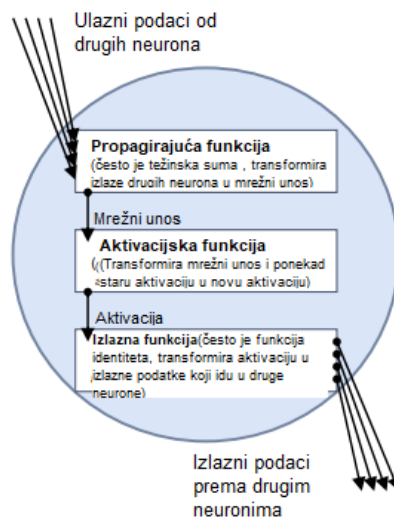 Ulazni podaci od
drugih neurona
Propagirajuća funkcija
(često je težinska suma , transformira
izlaze drugih neurona u mrežni unos)
Mrežni unos
Aktivacijska funkcija
((Transformira mrežni unos i ponekad
staru aktivaciju u novu aktivaciju)
Aktivacija
Izlazna funkcija(često je funkcija
identiteta, transformira aktivaciju u
izlazne podatke koji idu u druge
neurone)
Izlazni podaci
prema drugim
neuronima